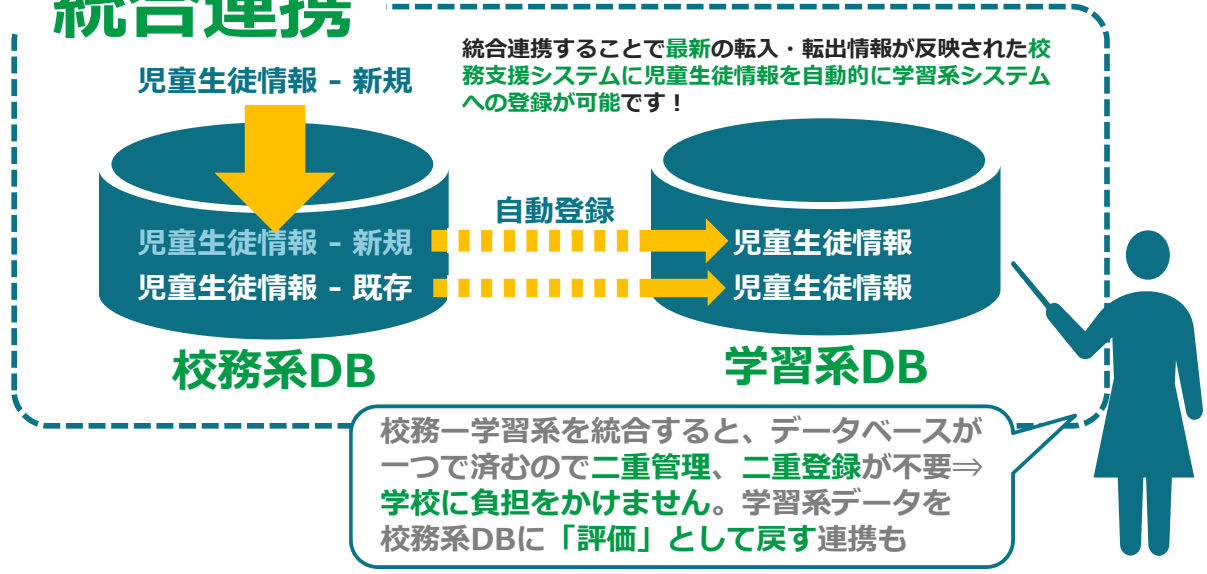 統合連携
統合連携することで最新の転入・転出情報が反映された校
務支援システムに児童生徒情報を自動的に学習系システム
への登録が可能です！
児童生徒情報 - 新規
自動登録
児童生徒情報 - 新規
児童生徒情報
児童生徒情報 - 既存
児童生徒情報
校務系DB
学習系DB
校務ー学習系を統合すると、データベースが
一つで済むので二重管理、二重登録が不要⇒
学校に負担をかけません。学習系データを
校務系DBに「評価」として戻す連携も